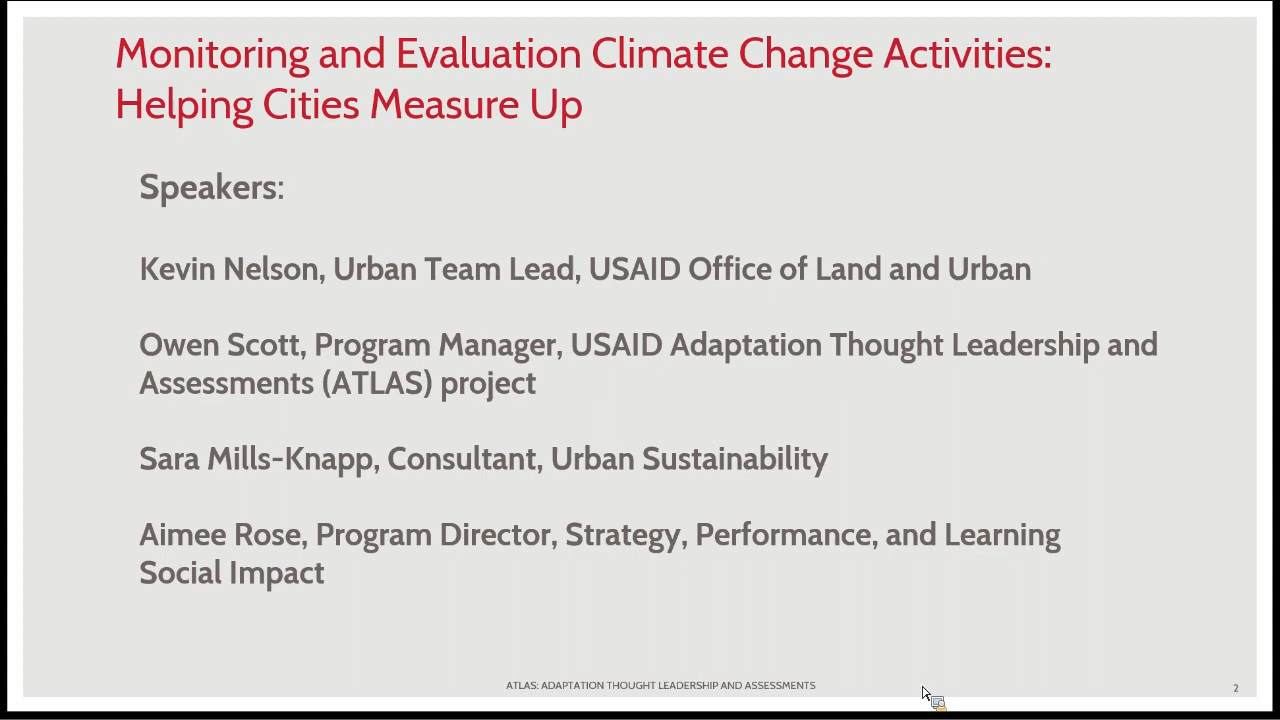 Monitoring and Evaluation Climate Change Activities:
Helping Cities Measure Up
Speakers:
Kevin Nelson, Urban Team Lead, USAID Office of Land and Urban
Owen Scott, Program Manager, USAID Adaptation Thought Leadership and
Assessments (ATLAS) project
Sara Mills-Knapp, Consultant, Urban Sustainability
Aimee Rose, Program Director, Strategy, Performance, and Learning
Social Impact
ATLAS: ADAPTATION THOUGHT LEADERSHIP AND ASSESSMENTS
2